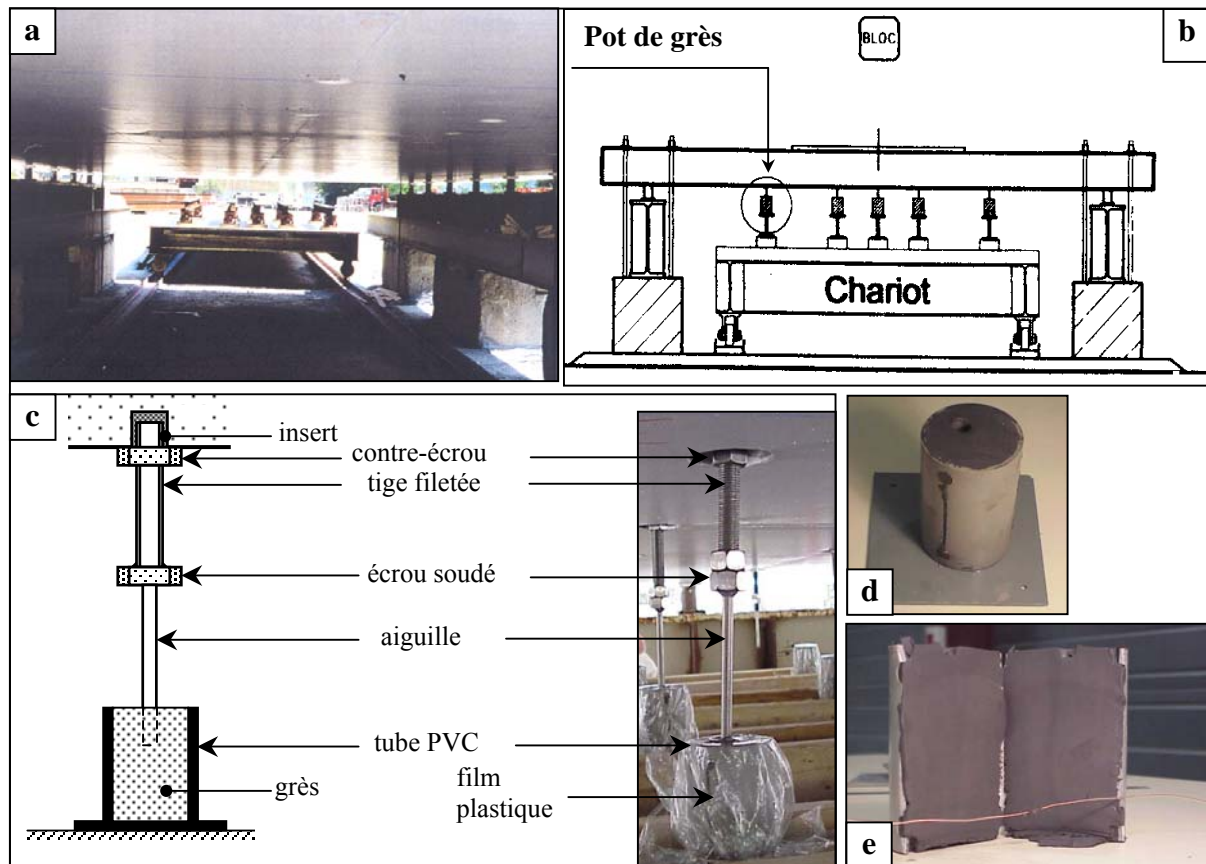 a
Pot de grès
BLOC
b
Chariot
c
insert
contre-écrou
tige filetée
écrou soudé
aiguille
tube PVC
film
plastique
grès
d
e